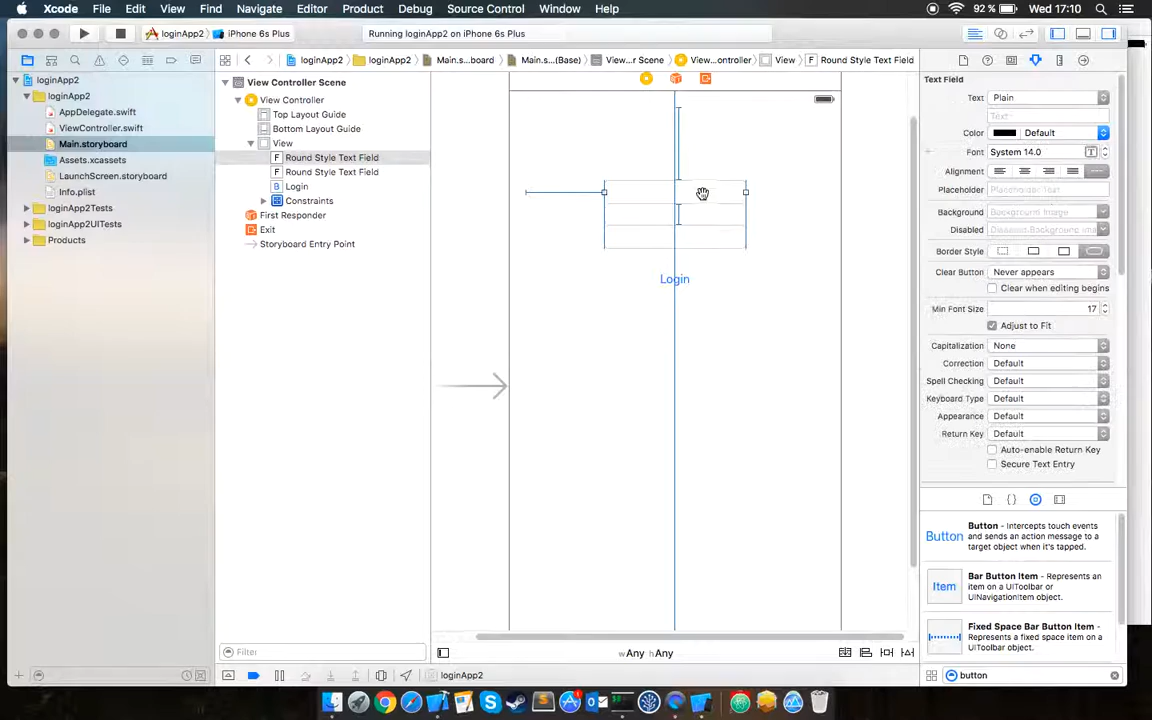 Xcode File Edit View Find Navigate Editor Product Debug Source Control Window Help 92 % Wed 17:10
loginApp2 iPhone 6s Plus Running loginApp2 on iPhone 6s Plus
loginApp2 loginApp2 Main.s...board Main.s...(Base) View...r Scene View...ontroller View Round Style Text Field
loginApp2
loginApp2
AppDelegate.swift
ViewController.swift
Main.storyboard
Assets.xcassets
LaunchScreen.storyboard
Info.plist
loginApp2Tests
loginApp2UITests
Products
View Controller Scene
View Controller
Top Layout Guide
Bottom Layout Guide
View
F Round Style Text Field
F Round Style Text Field
B Login
Constraints
First Responder
Exit
Storyboard Entry Point
Login
Text Field
Text Plain
Text
Color Default
Font System 14.0
Alignment
Placeholder Placeholder Text
Background Background Image
Disabled Disabled Background Ima
Border Style
Clear Button Never appears
Clear when editing begins
Min Font Size 17
Adjust to Fit
Capitalization None
Correction Default
Spell Checking Default
Keyboard Type Default
Appearance Default
Return Key Default
Auto-enable Return Key
Secure Text Entry
Button Button - Intercepts touch events
and sends an action message to a
target object when it's tapped.
Item Bar Button Item - Represents an
item on a UIToolbar or
UINavigationItem object.
Fixed Space Bar Button Item -
Represents a fixed space item on a
UIToolbar object.
Filter
wAny hAny
loginApp2
button